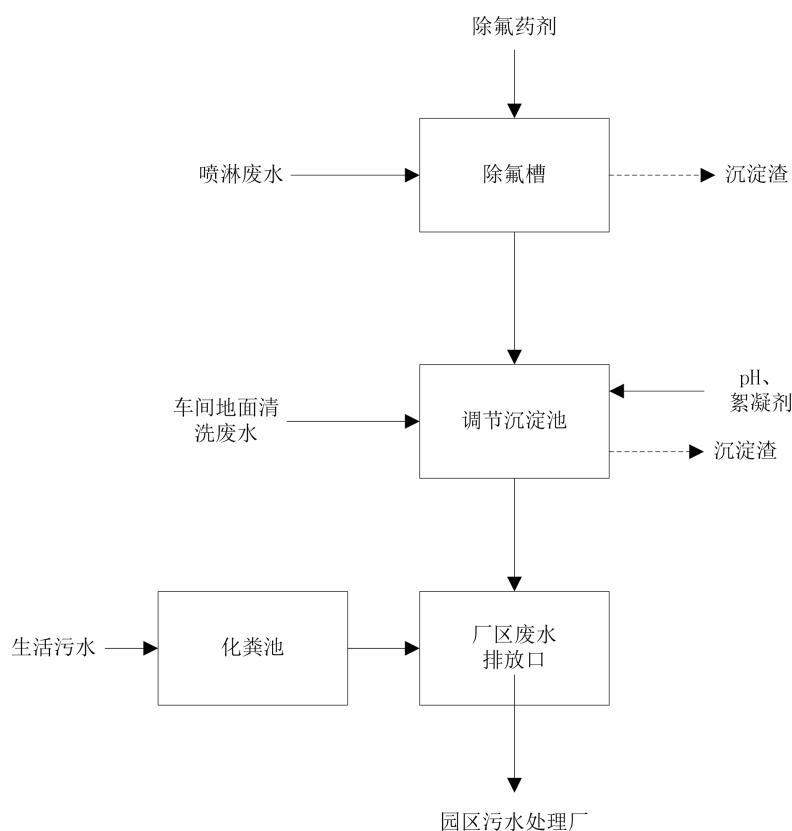 除氟药剂
喷淋废水
除氟槽
沉淀渣
车间地面清
洗废水
调节沉淀池
pH、
絮凝剂
沉淀渣
生活污水
化粪池
厂区废水
排放口
园区污水处理厂